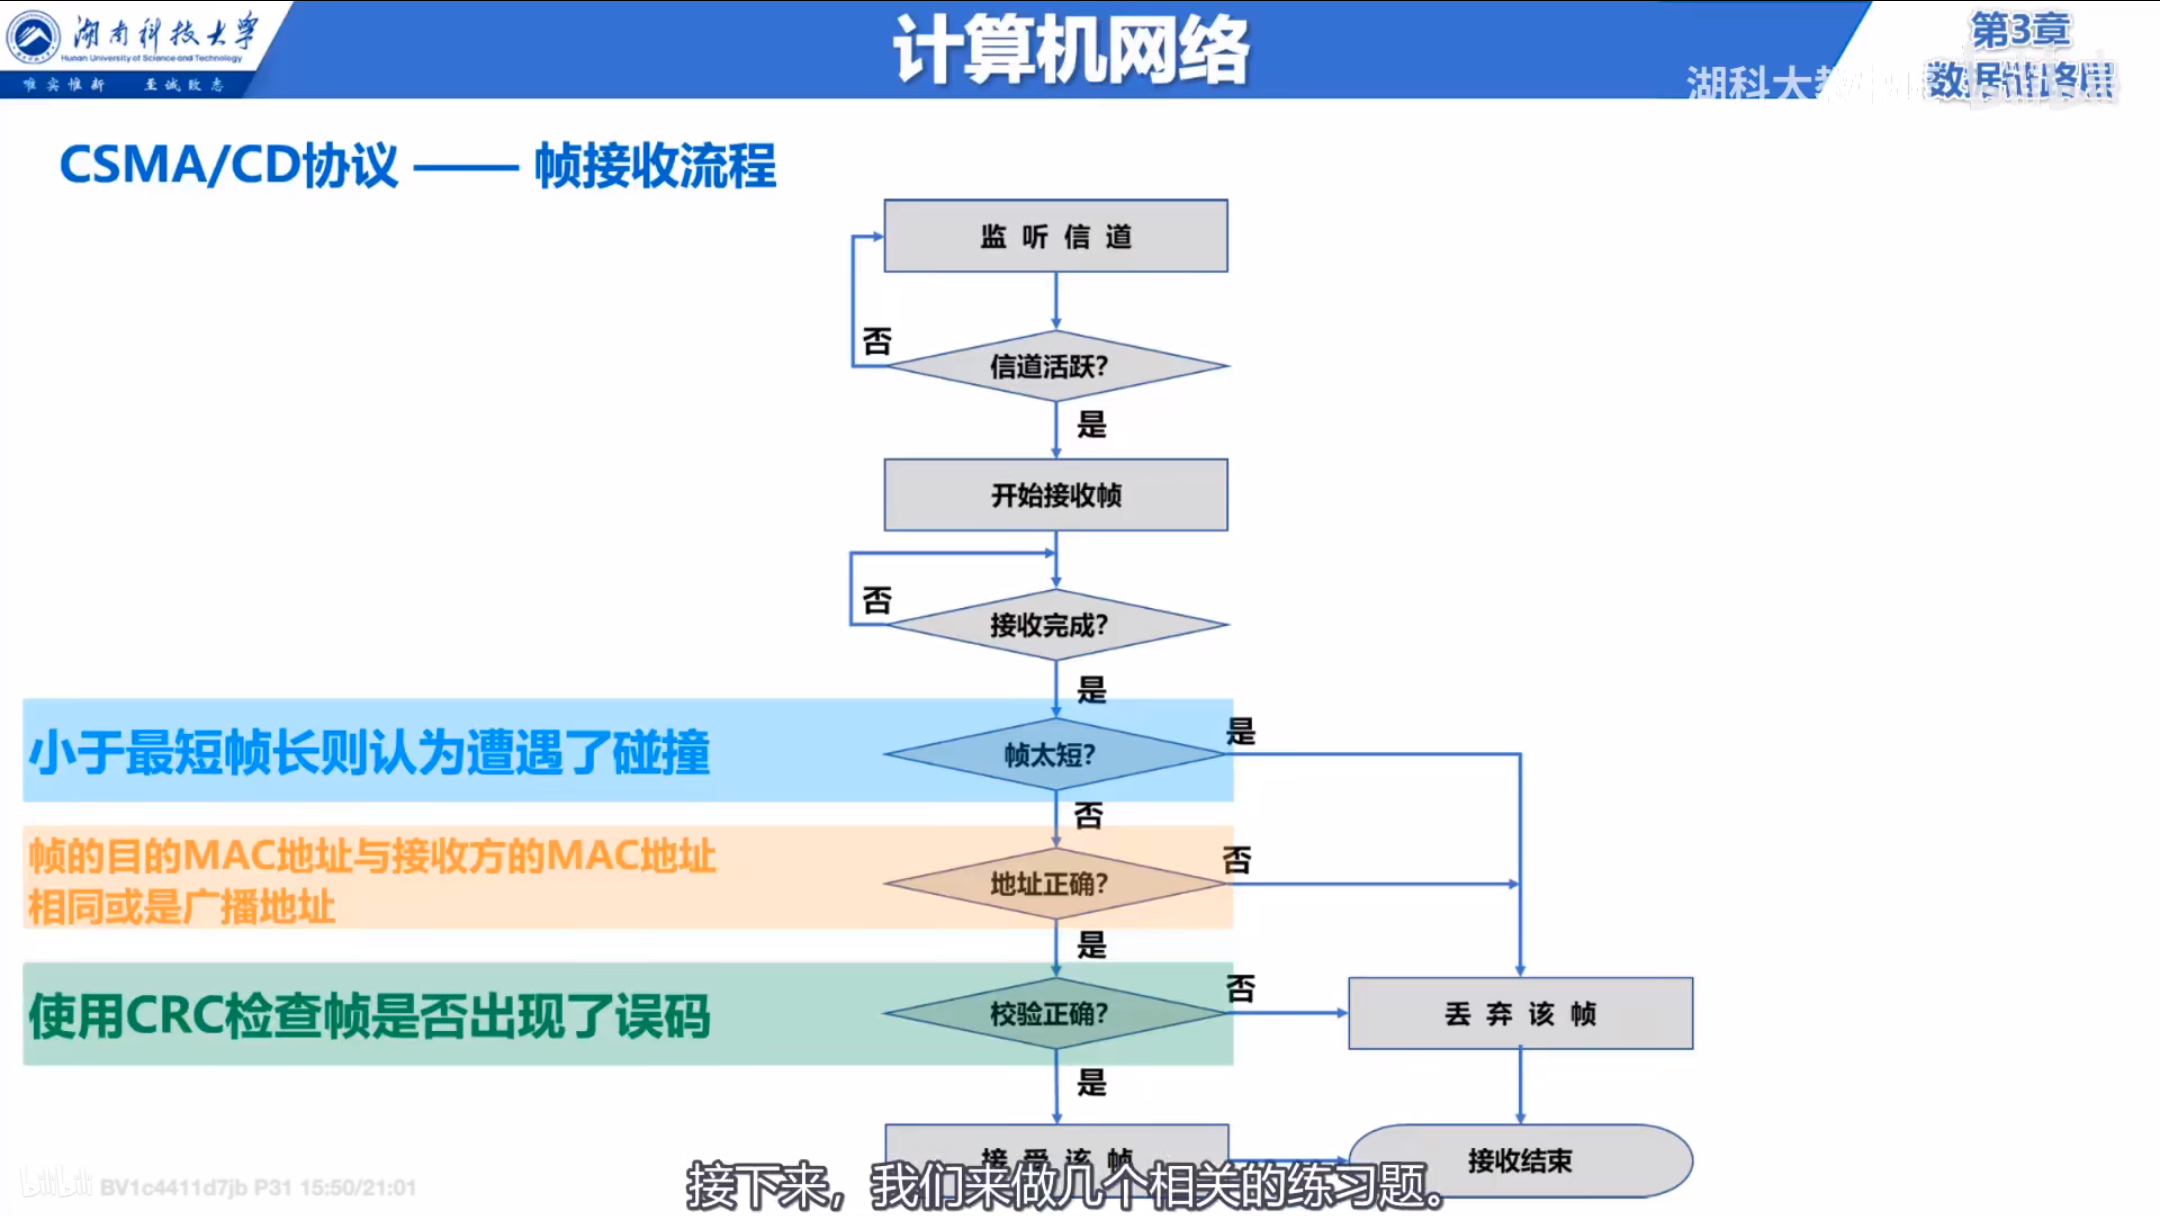 湖南科技大学
Hunan University of Science and Technology
唯实惟新 至诚致志
计算机网络
第3章
数据链路层
湖科大教
CSMA/CD协议 —— 帧接收流程
监听信道
否
信道活跃?
是
开始接收帧
否
接收完成?
是
小于最短帧长则认为遭遇了碰撞
帧太短?
是
否
帧的目的MAC地址与接收方的MAC地址
相同或是广播地址
地址正确?
否
是
使用CRC检查帧是否出现了误码
校验正确?
否
丢弃该帧
是
接受该帧
接收结束
接下来，我们来做几个相关的练习题。
bilibili BV1c4411d7jb P31 15:50/21:01